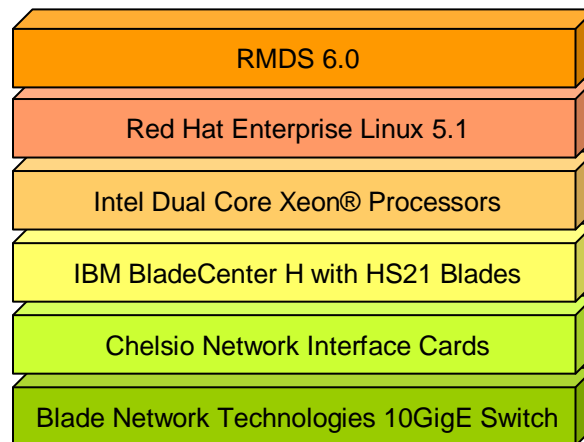 RMDS 6.0
Red Hat Enterprise Linux 5.1
Intel Dual Core Xeon® Processors
IBM BladeCenter H with HS21 Blades
Chelsio Network Interface Cards
Blade Network Technologies 10GigE Switch